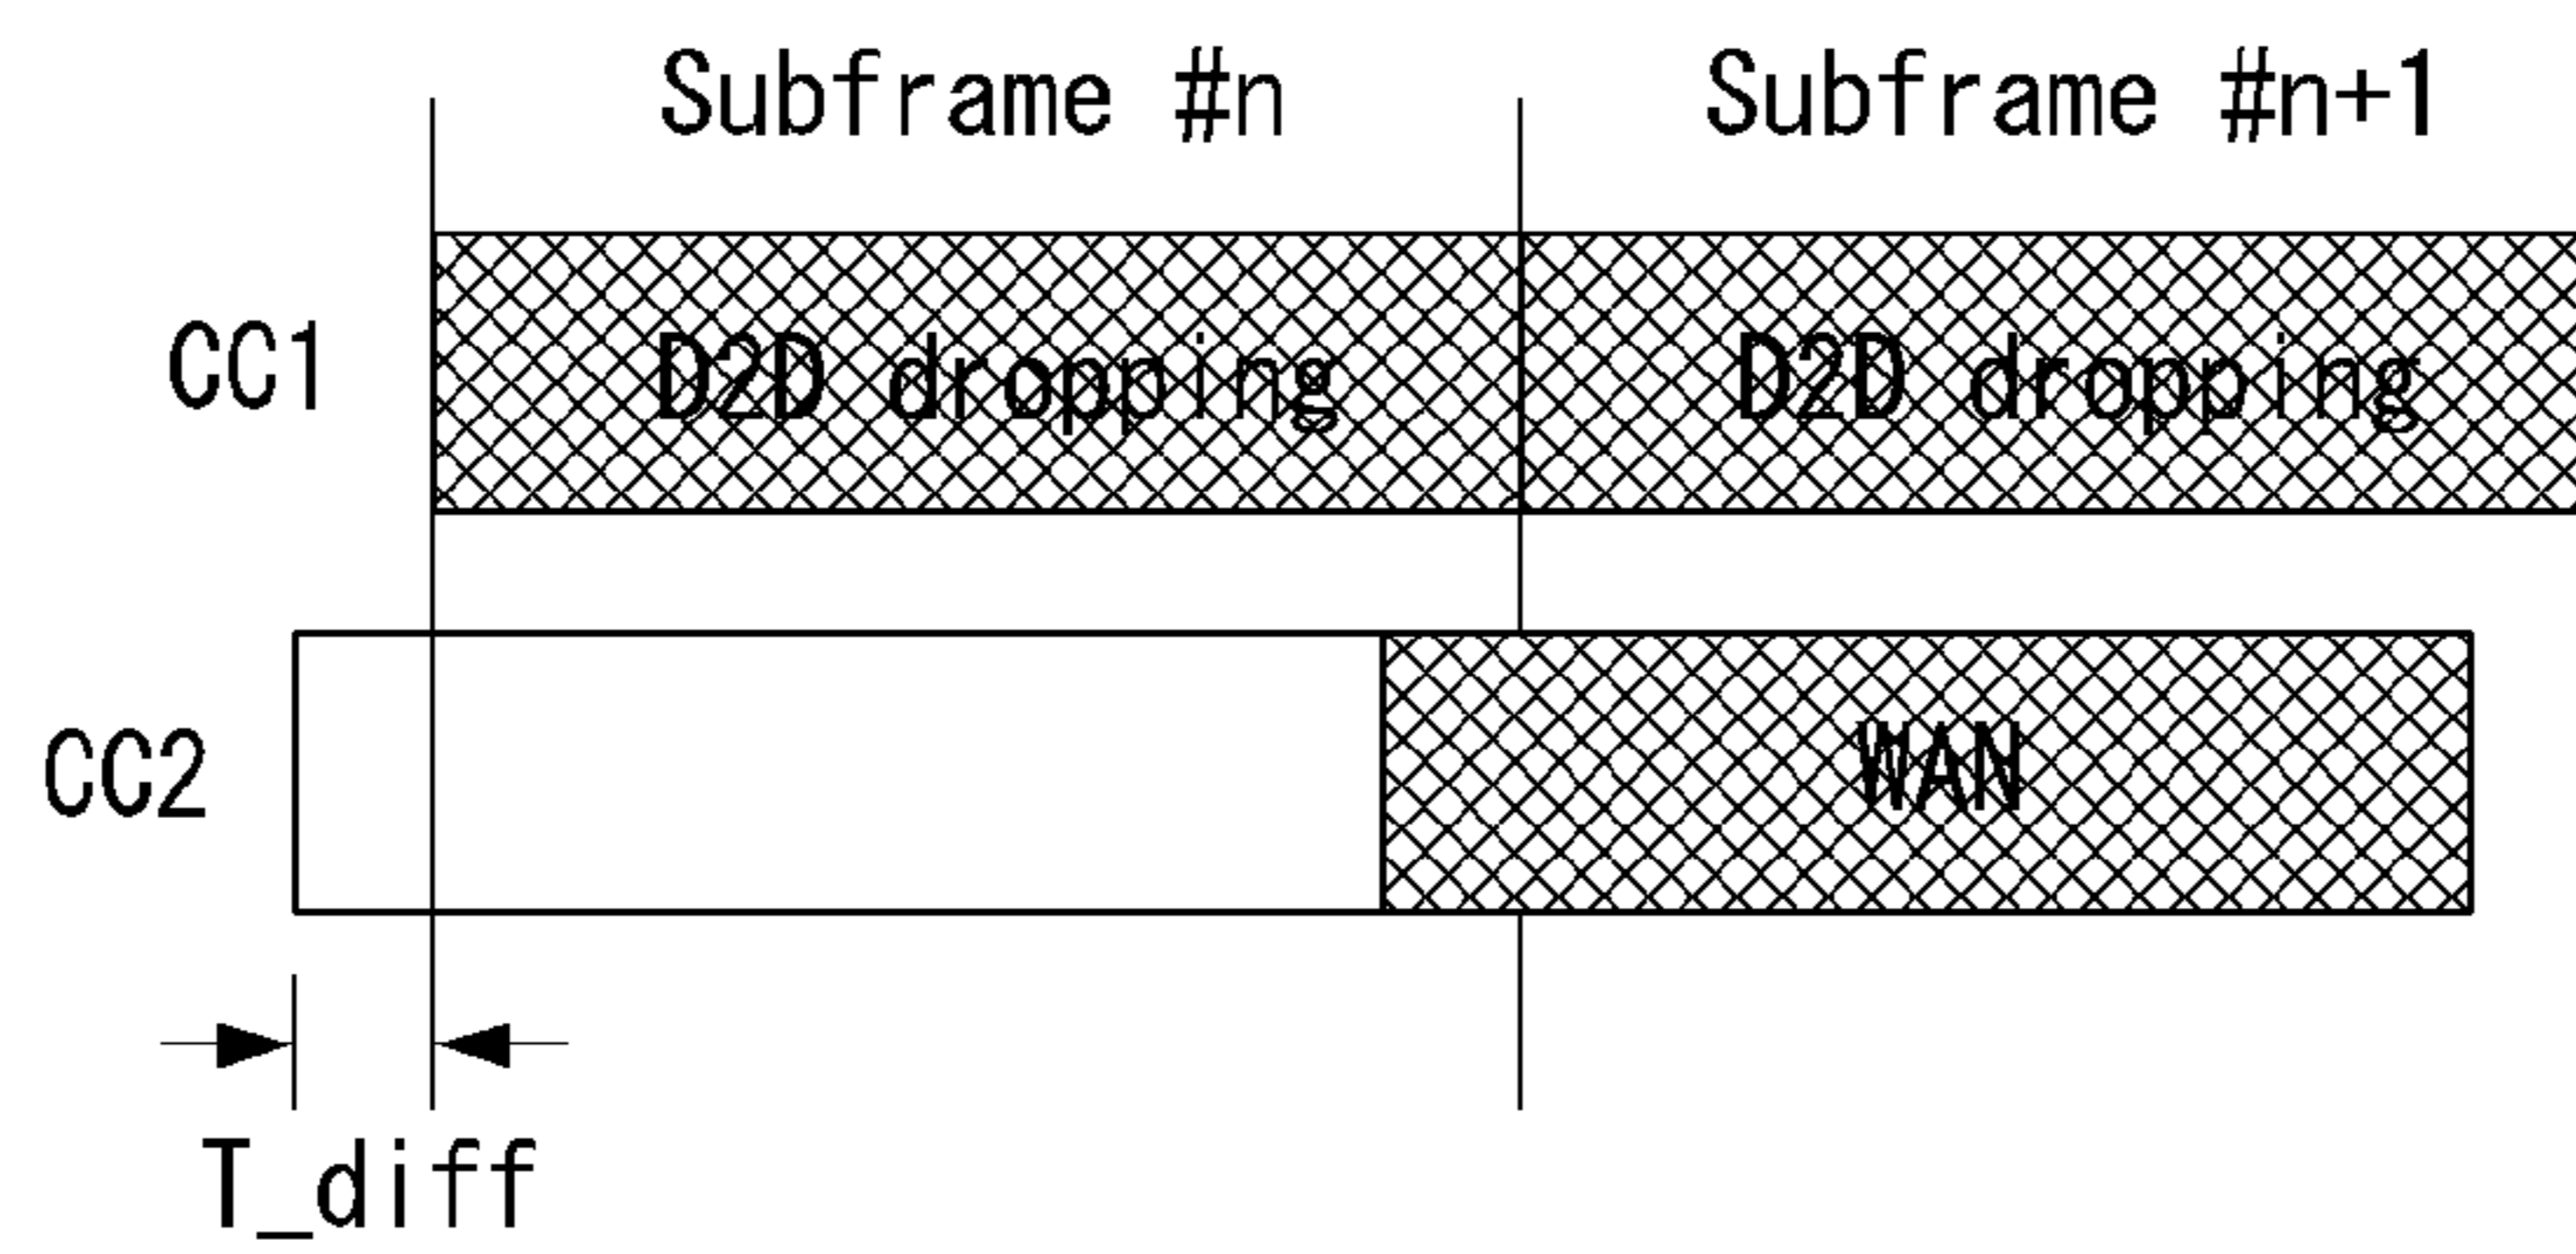 Subframe #n
Subframe #n+1
CC1
D2D dropping
D2D dropping
CC2
WAN
T_diff